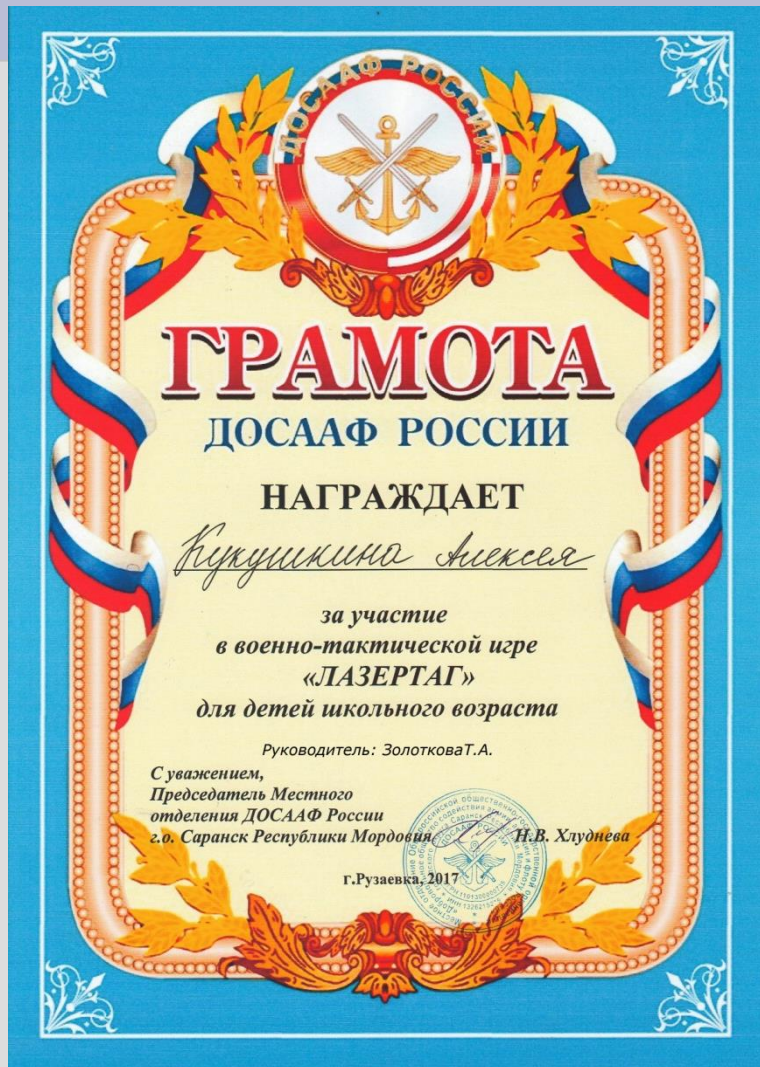 ДОСААФ РОССИИ
ГРАМОТА
ДОСААФ РОССИИ
НАГРАЖДАЕТ
Кукушкина Алексея
за участие
в военно-тактической игре
«ЛАЗЕРТАГ»
для детей школьного возраста
Руководитель: ЗолотковаТ.А.
С уважением,
Председатель Местного
отделения ДОСААФ России
г.о. Саранск Республики Мордовия Н.В. Хлуднева
г.Рузаевка, 2017